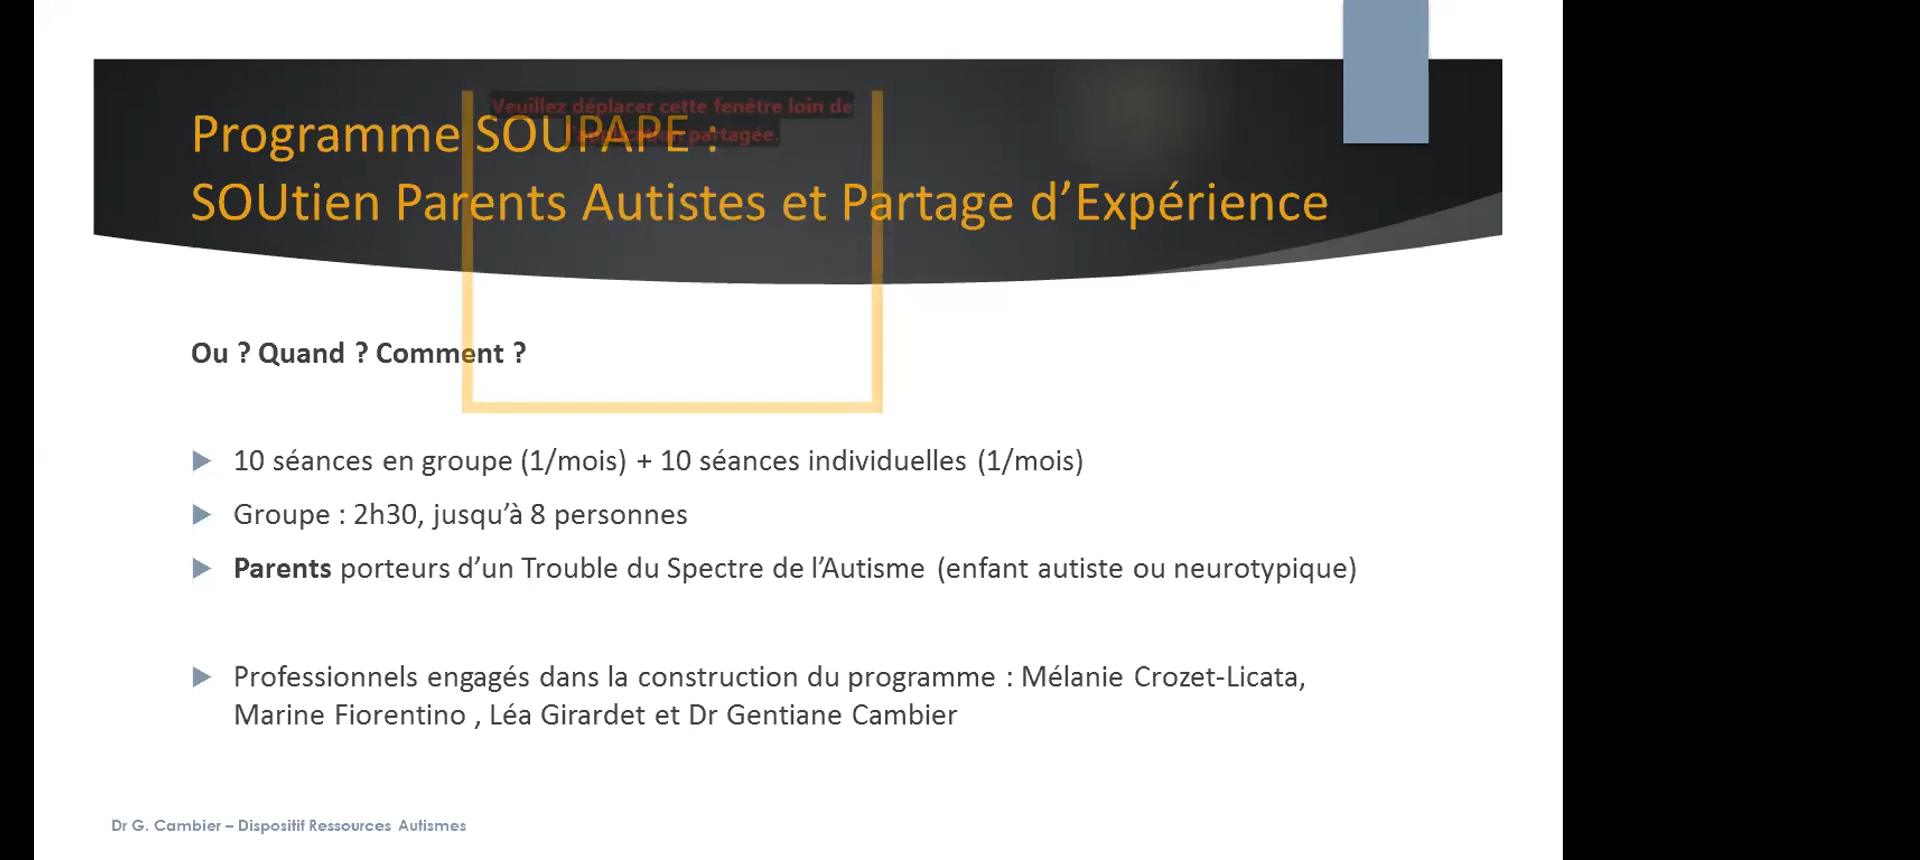 Veuillez déplacer cette fenêtre loin de
l'application partagée.
Programme SOUPAPE :
SOUtien Parents Autistes et Partage d’Expérience
Ou ? Quand ? Comment ?
10 séances en groupe (1/mois) + 10 séances individuelles (1/mois)
Groupe : 2h30, jusqu’à 8 personnes
Parents porteurs d’un Trouble du Spectre de l’Autisme (enfant autiste ou neurotypique)
Professionnels engagés dans la construction du programme : Mélanie Crozet-Licata,
Marine Fiorentino , Léa Girardet et Dr Gentiane Cambier
Dr G. Cambier – Dispositif Ressources Autismes